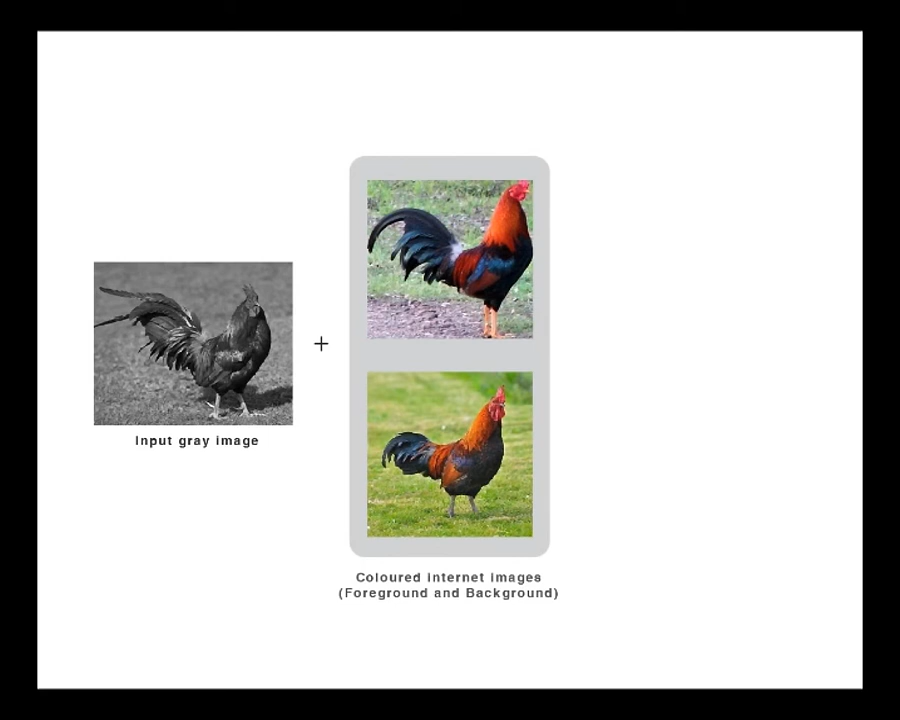 +
Input gray image
Coloured internet images
(Foreground and Background)